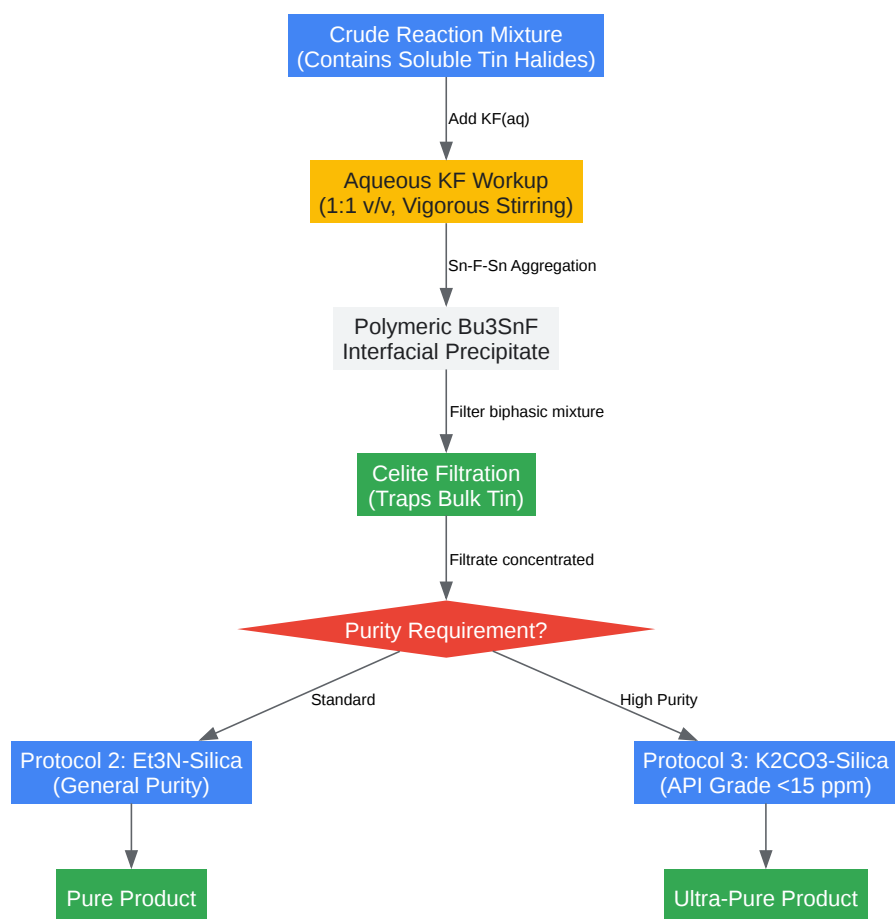 Crude Reaction Mixture
(Contains Soluble Tin Halides)
Add KF(aq)
Aqueous KF Workup
(1:1 v/v, Vigorous Stirring)
Sn-F-Sn Aggregation
Polymeric Bu3SnF
Interfacial Precipitate
Filter biphasic mixture
Celite Filtration
(Traps Bulk Tin)
Filtrate concentrated
Purity Requirement?
Standard
High Purity
Protocol 2: Et3N-Silica
(General Purity)
Protocol 3: K2CO3-Silica
(API Grade <15 ppm)
Pure Product
Ultra-Pure Product